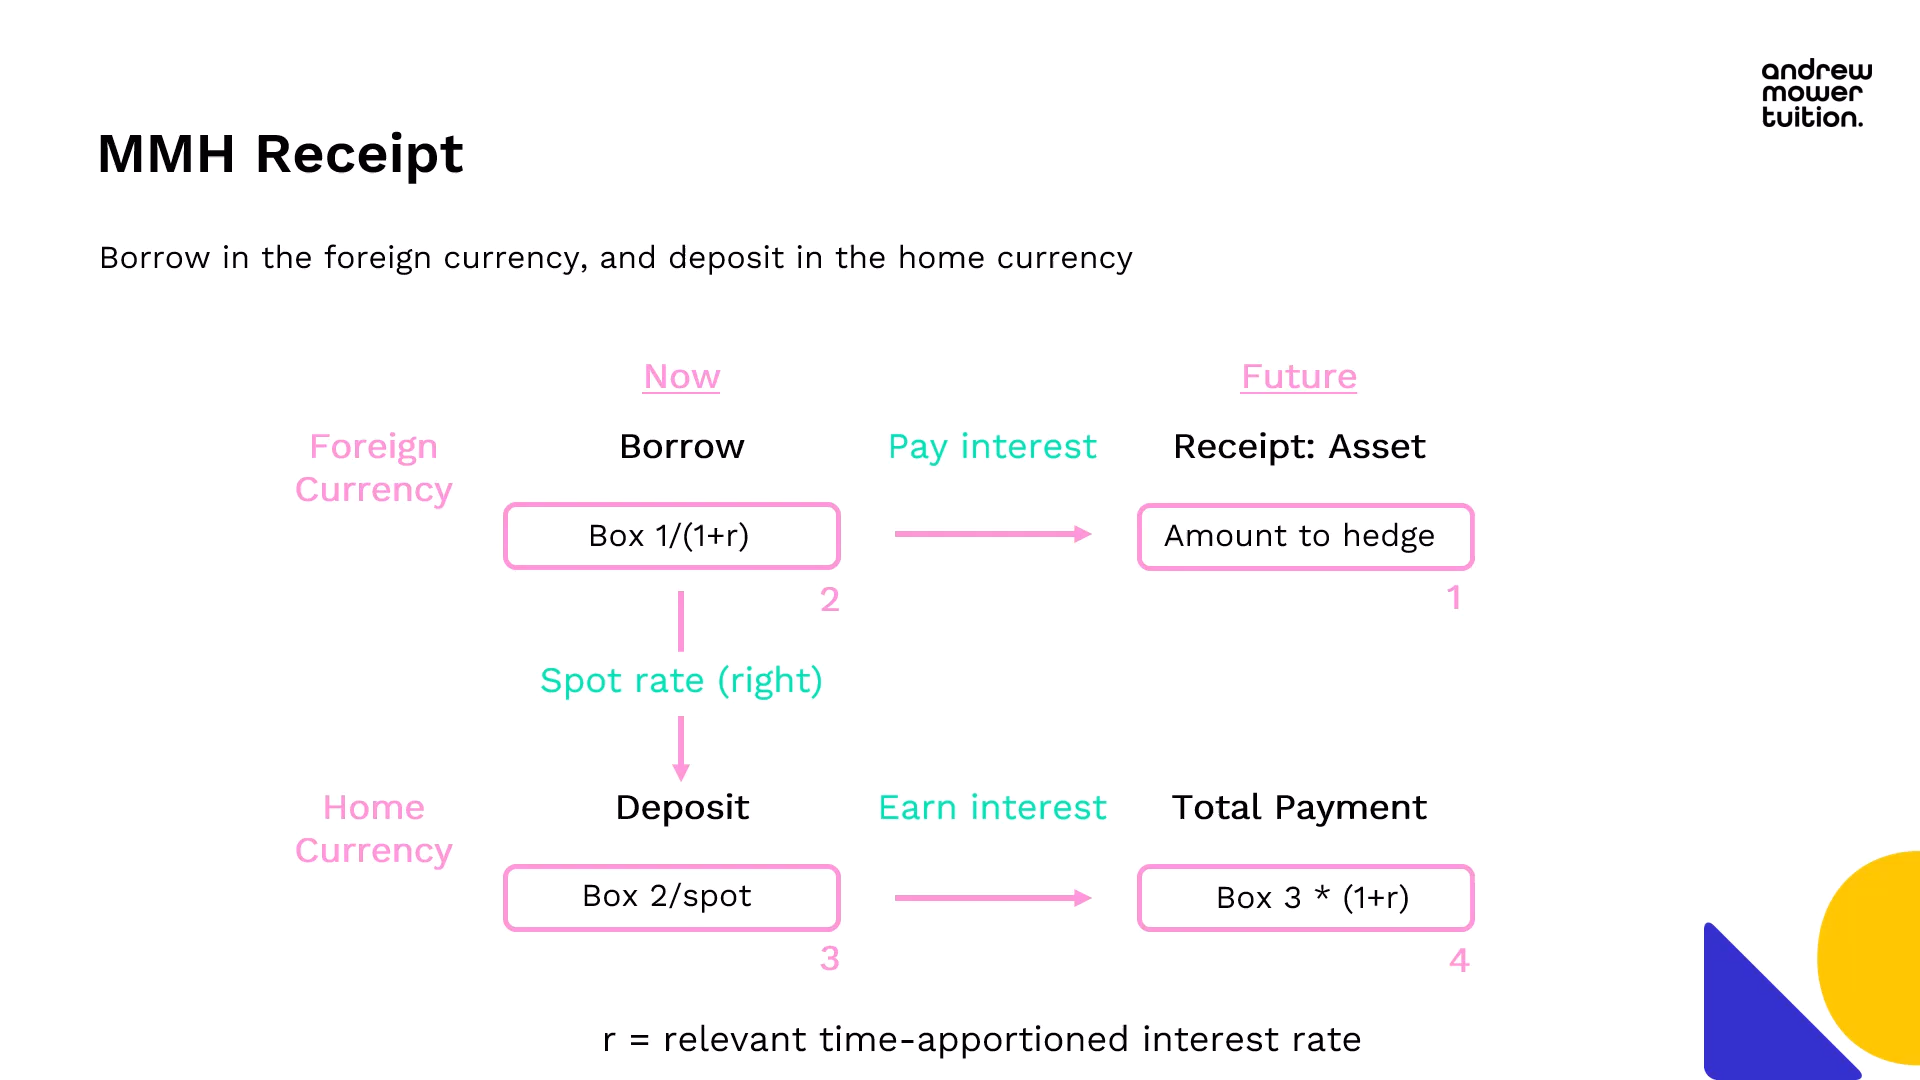 andrew
mower
tuition.
MMH Receipt
Borrow in the foreign currency, and deposit in the home currency
Now
Future
Foreign
Currency
Borrow
Pay interest
Receipt: Asset
Box 1/(1+r)
Amount to hedge
2
1
Spot rate (right)
Home
Currency
Deposit
Earn interest
Total Payment
Box 2/spot
Box 3 * (1+r)
3
4
r = relevant time-apportioned interest rate